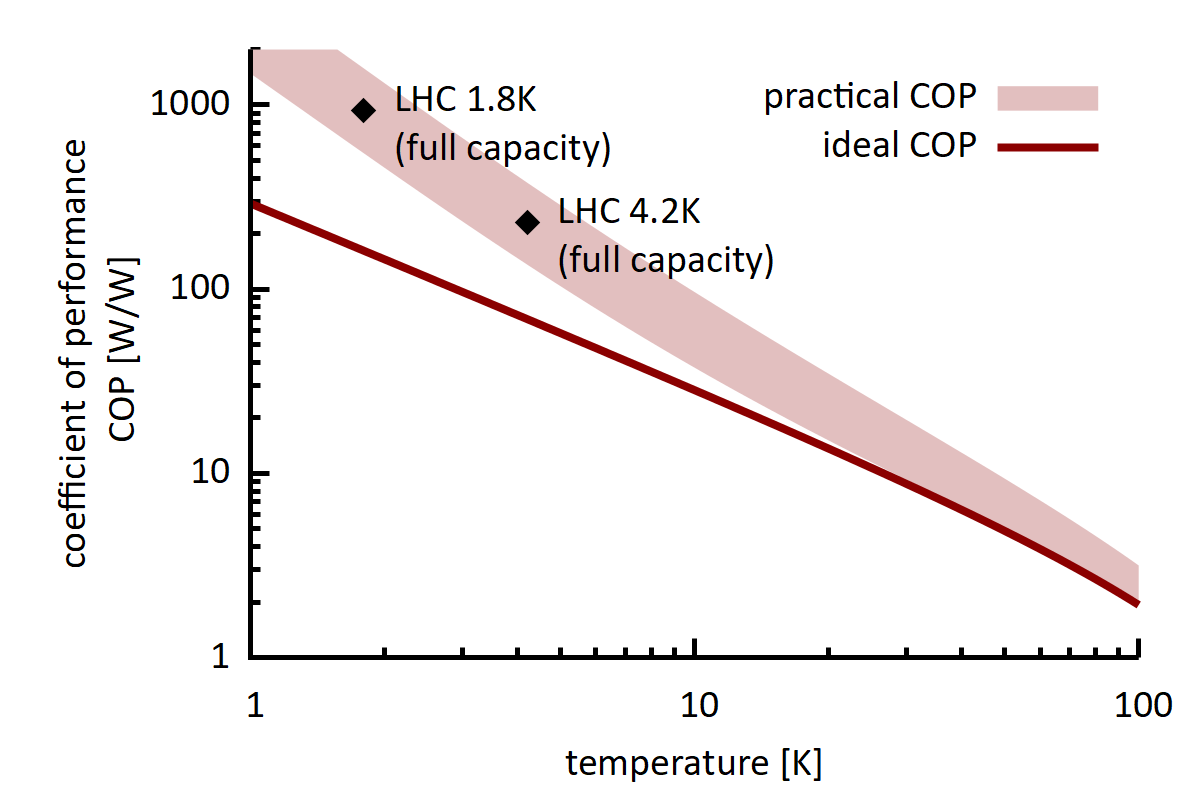 1000
100
10
1
coefficient of performance
COP [W/W]
LHC 1.8K
(full capacity)
LHC 4.2K
(full capacity)
practical COP
ideal COP
1
10
100
temperature [K]